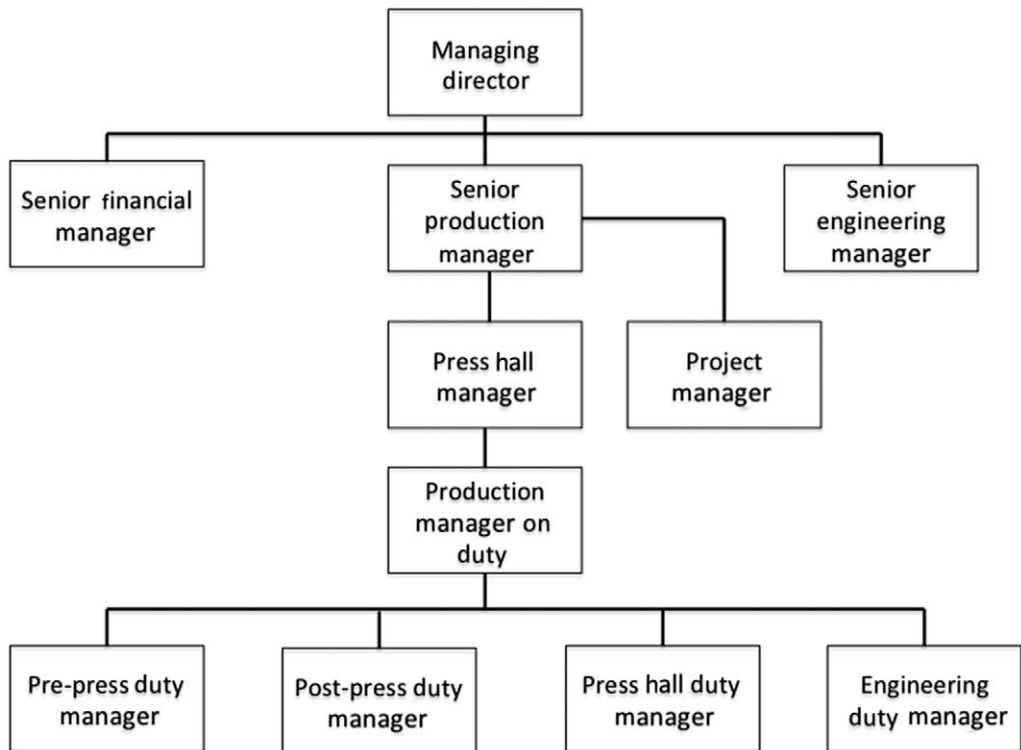 Managing
director
Senior financial
manager
Senior
production
manager
Senior
engineering
manager
Press hall
manager
Project
manager
Production
manager on
duty
Pre-press duty
manager
Post-press duty
manager
Press hall duty
manager
Engineering
duty manager